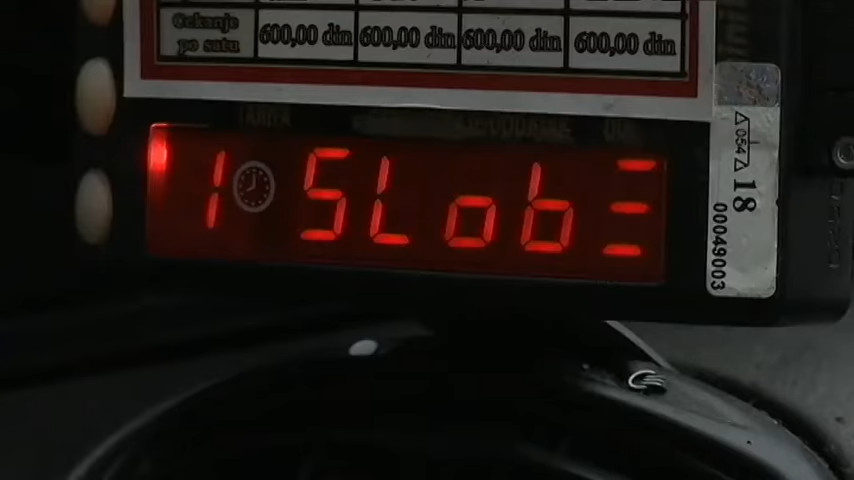 Čekanje
po satu
600,00 din 600,00 din 600,00 din 600,00 din
TARIFA
1 SLob
054 18
00049003